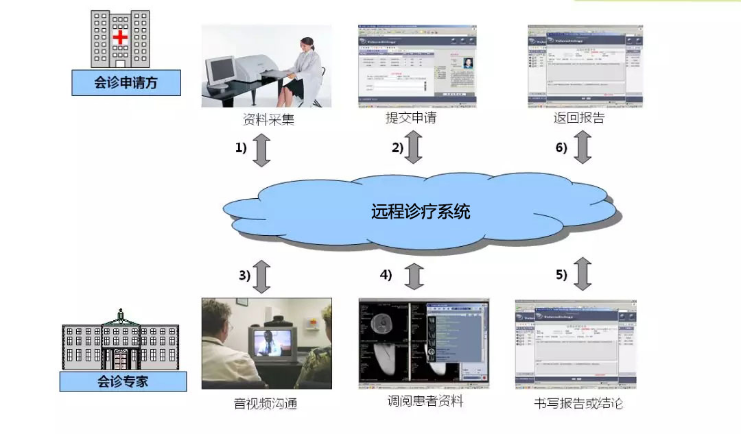 会诊申请方
资料采集
提交申请
返回报告
1)
2)
6)
远程诊疗系统
3)
4)
5)
会诊专家
音视频沟通
调阅患者资料
书写报告或结论